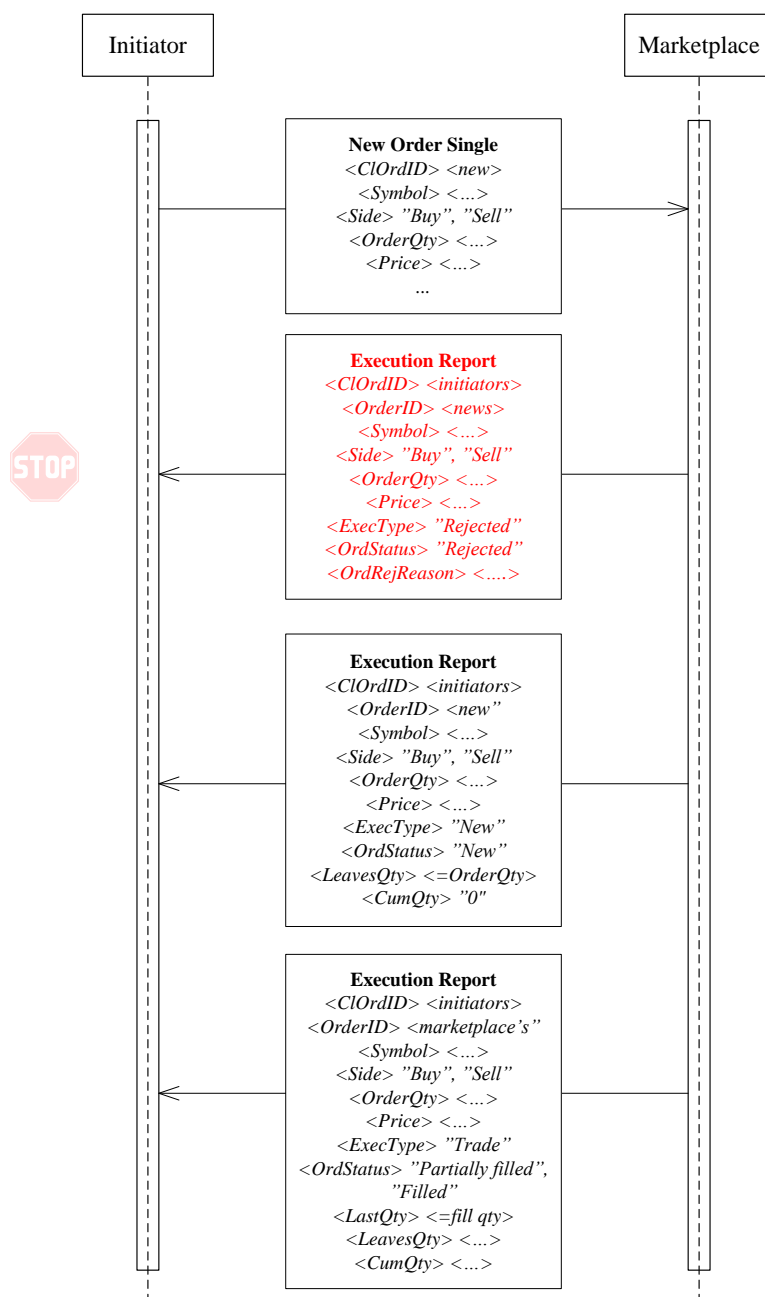 Initiator
Marketplace
New Order Single
<ClOrdID> <new>
<Symbol> <...>
<Side> ”Buy”, ”Sell”
<OrderQty> <...>
<Price> <...>
...
Execution Report
<ClOrdID> <initiators>
<OrderID> <news>
<Symbol> <...>
<Side> ”Buy”, ”Sell”
<OrderQty> <...>
<Price> <...>
<ExecType> ”Rejected”
<OrdStatus> ”Rejected”
<OrdRejReason> <....>
STOP
Execution Report
<ClOrdID> <initiators>
<OrderID> <new”
<Symbol> <...>
<Side> ”Buy”, ”Sell”
<OrderQty> <...>
<Price> <...>
<ExecType> ”New”
<OrdStatus> ”New”
<LeavesQty> <=OrderQty>
<CumQty> ”0"
Execution Report
<ClOrdID> <initiators>
<OrderID> <marketplace’s”
<Symbol> <...>
<Side> ”Buy”, ”Sell”
<OrderQty> <...>
<Price> <...>
<ExecType> ”Trade”
<OrdStatus> ”Partially filled”,
”Filled”
<LastQty> <=fill qty>
<LeavesQty> <...>
<CumQty> <...>